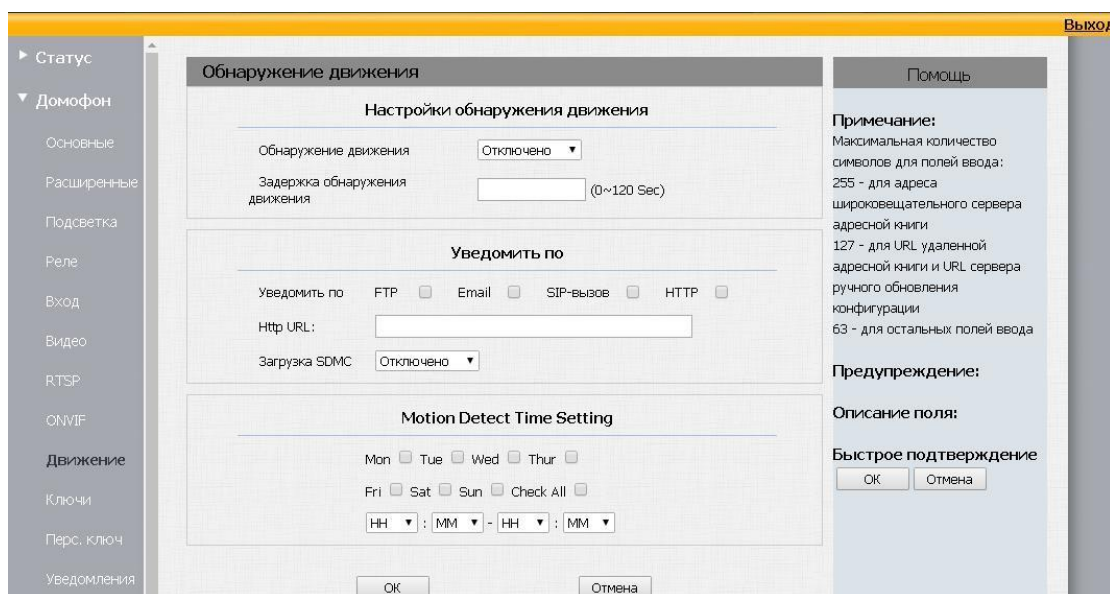 Выход
Статус
Домофон
Основные
Расширенные
Подсветка
Реле
Вход
Видео
RTSP
ONVIF
Движение
Ключи
Перс. ключ
Уведомления
Обнаружение движения
Настройки обнаружения движения
Обнаружение движения Отключено
Задержка обнаружения
движения (0~120 Sec)
Уведомить по
Уведомить по FTP Email SIP-вызов HTTP
Http URL:
Загрузка SDMC Отключено
Motion Detect Time Setting
Mon Tue Wed Thur
Fri Sat Sun Check All
HH : MM - HH : MM
ОК Отмена
Помощь
Примечание:
Максимальная количество
символов для полей ввода:
255 - для адреса
широковещательного сервера
адресной книги
127 - для URL удаленной
адресной книги и URL сервера
ручного обновления
конфигурации
63 - для остальных полей ввода
Предупреждение:
Описание поля:
Быстрое подтверждение
ОК Отмена